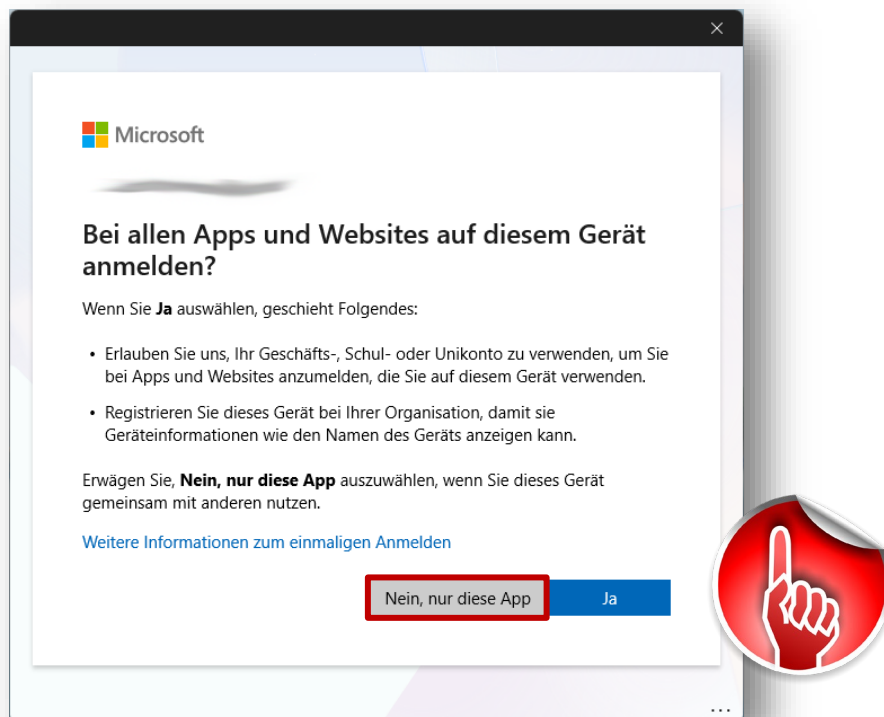 Microsoft
Bei allen Apps und Websites auf diesem Gerät
anmelden?
Wenn Sie Ja auswählen, geschieht Folgendes:
• Erlauben Sie uns, Ihr Geschäfts-, Schul- oder Unikonto zu verwenden, um Sie
bei Apps und Websites anzumelden, die Sie auf diesem Gerät verwenden.
• Registrieren Sie dieses Gerät bei Ihrer Organisation, damit sie
Geräteinformationen wie den Namen des Geräts anzeigen kann.
Erwägen Sie, Nein, nur diese App auszuwählen, wenn Sie dieses Gerät
gemeinsam mit anderen nutzen.
Weitere Informationen zum einmaligen Anmelden
Nein, nur diese App Ja